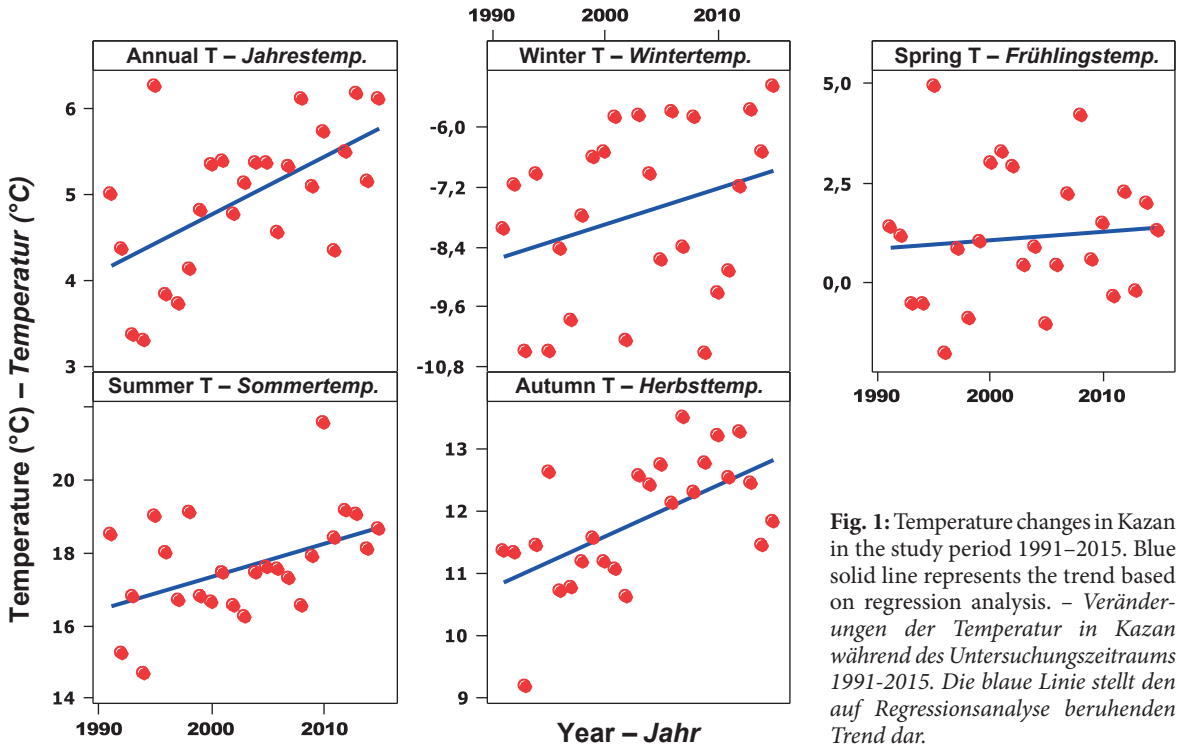 1990 2000 2010
Annual T – Jahrestemp.
6
5
4
3
Winter T – Wintertemp.
-6,0
-7,2
-8,4
-9,6
-10,8
Spring T – Frühlingstemp.
5,0
2,5
0,0
1990 2000 2010
Temperature (°C) – Temperatur (°C)
Summer T – Sommertemp.
20
18
16
14
1990 2000 2010
Autumn T – Herbsttemp.
13
12
11
10
9
Year – Jahr
Fig. 1: Temperature changes in Kazan
in the study period 1991–2015. Blue
solid line represents the trend based
on regression analysis. – Veränder-
ungen der Temperatur in Kazan
während des Untersuchungszeitraums
1991-2015. Die blaue Linie stellt den
auf Regressionsanalyse beruhenden
Trend dar.